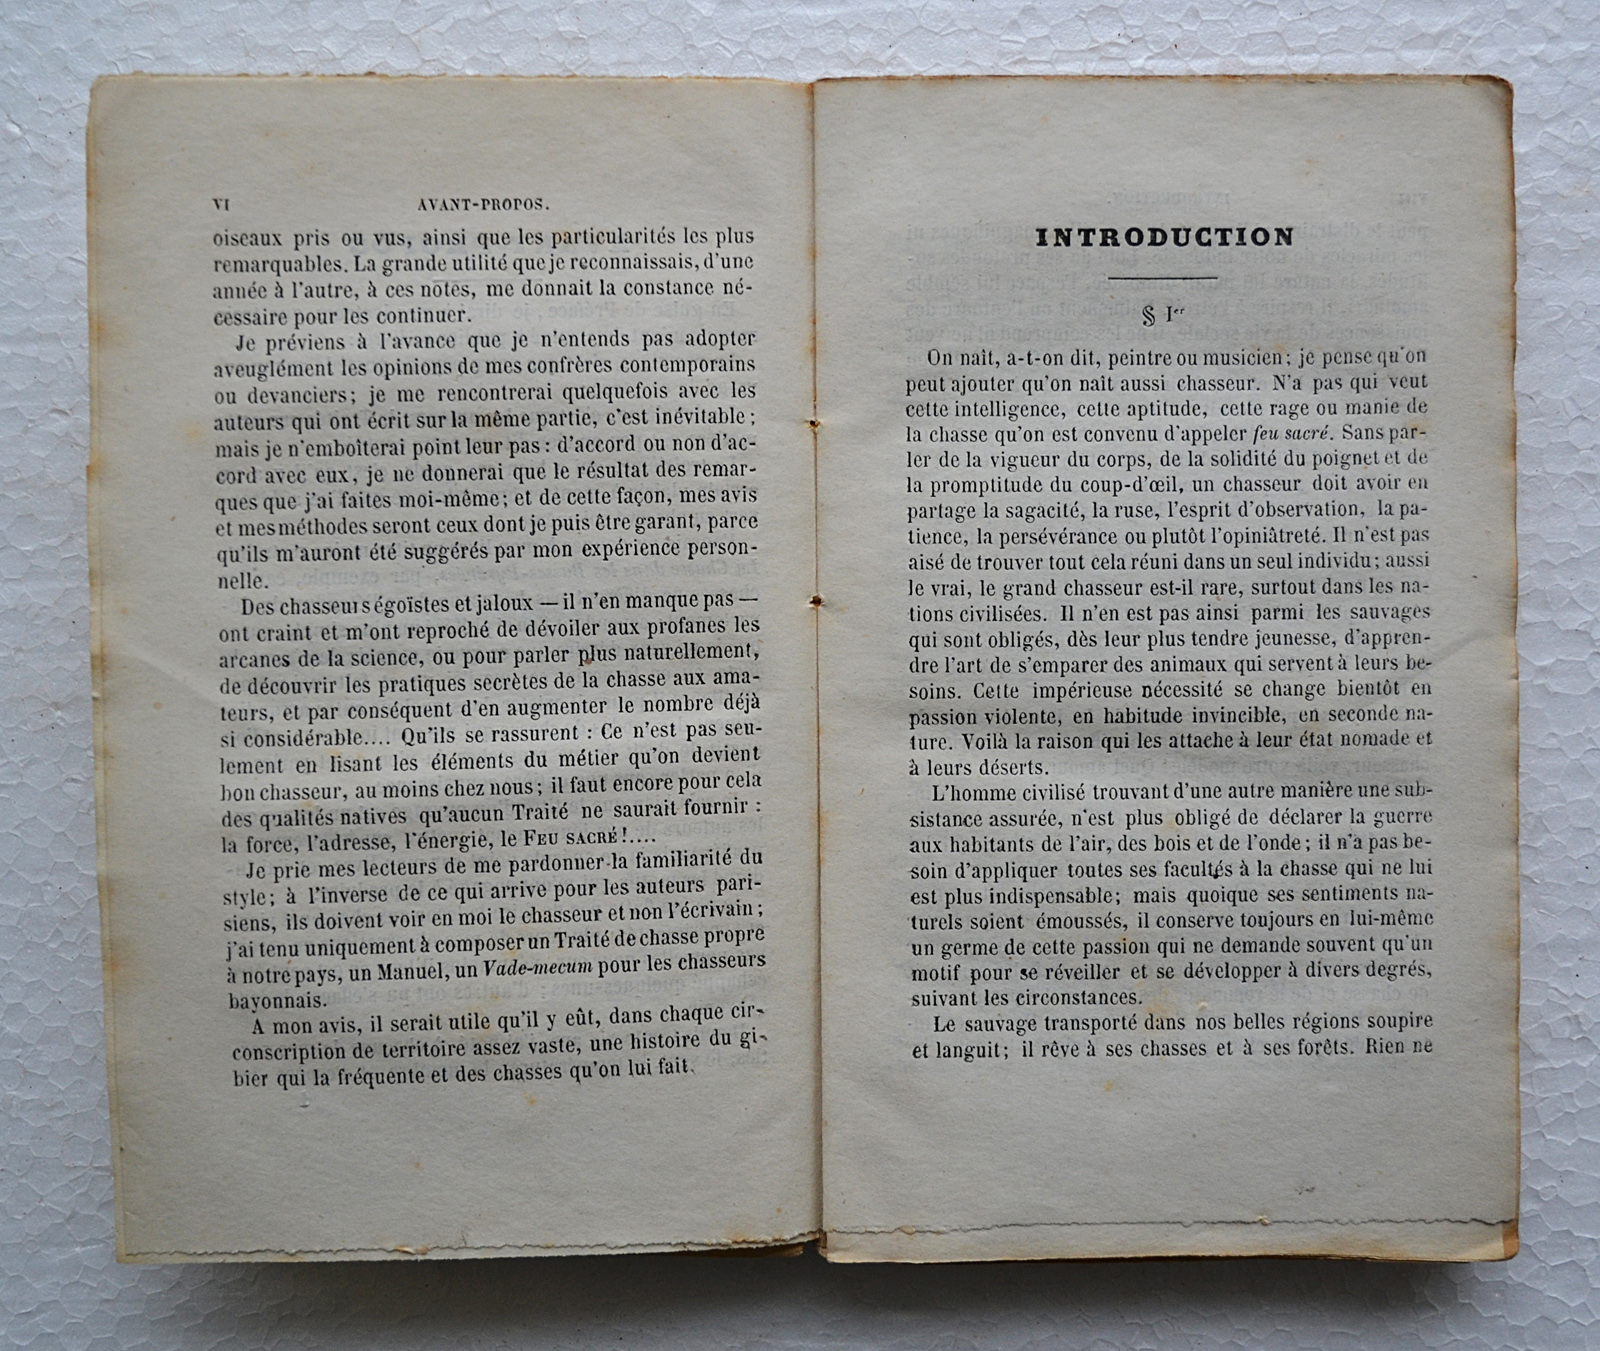 VI AVANT-PROPOS.
oiseaux pris ou vus, ainsi que les particularités les plus
remarquables. La grande utilité que je reconnaissais, d'une
année à l'autre, à ces notes, me donnait la constance né-
cessaire pour les continuer.
Je préviens à l'avance que je n'entends pas adopter
aveuglément les opinions de mes confrères contemporains
ou devanciers; je me rencontrerai quelquefois avec les
auteurs qui ont écrit sur la même partie, c'est inévitable;
mais je n'emboîterai point leur pas : d'accord ou non d'ac-
cord avec eux, je ne donnerai que le résultat des remar-
ques que j'ai faites moi-même; et de cette façon, mes avis
et mes méthodes seront ceux dont je puis être garant, parce
qu'ils m'auront été suggérés par mon expérience person-
nelle.
Des chasseurs égoïstes et jaloux — il n'en manque pas —
ont craint et m'ont reproché de dévoiler aux profanes les
arcanes de la science, ou pour parler plus naturellement,
de découvrir les pratiques secrètes de la chasse aux ama-
teurs, et par conséquent d'en augmenter le nombre déjà
si considérable.... Qu'ils se rassurent : Ce n'est pas seu-
lement en lisant les éléments du métier qu'on devient
bon chasseur, au moins chez nous; il faut encore pour cela
des qualités natives qu'aucun Traité ne saurait fournir :
la force, l'adresse, l'énergie, le FEU SACRÉ!....
Je prie mes lecteurs de me pardonner la familiarité du
style; à l'inverse de ce qui arrive pour les auteurs pari-
siens, ils doivent voir en moi le chasseur et non l'écrivain;
j'ai tenu uniquement à composer un Traité de chasse propre
à notre pays, un Manuel, un Vade-mecum pour les chasseurs
bayonnais.
A mon avis, il serait utile qu'il y eût, dans chaque cir-
conscription de territoire assez vaste, une histoire du gi-
bier qui la fréquente et des chasses qu'on lui fait.
INTRODUCTION
§ Ier
On naît, a-t-on dit, peintre ou musicien; je pense qu'on
peut ajouter qu'on naît aussi chasseur. N'a pas qui veut
cette intelligence, cette aptitude, cette rage ou manie de
la chasse qu'on est convenu d'appeler feu sacré. Sans par-
ler de la vigueur du corps, de la solidité du poignet et de
la promptitude du coup-d'œil, un chasseur doit avoir en
partage la sagacité, la ruse, l'esprit d'observation, la pa-
tience, la persévérance ou plutôt l'opiniâtreté. Il n'est pas
aisé de trouver tout cela réuni dans un seul individu; aussi
le vrai, le grand chasseur est-il rare, surtout dans les na-
tions civilisées. Il n'en est pas ainsi parmi les sauvages
qui sont obligés, dès leur plus tendre jeunesse, d'appren-
dre l'art de s'emparer des animaux qui servent à leurs be-
soins. Cette impérieuse nécessité se change bientôt en
passion violente, en habitude invincible, en seconde na-
ture. Voilà la raison qui les attache à leur état nomade et
à leurs déserts.
L'homme civilisé trouvant d'une autre manière une sub-
sistance assurée, n'est plus obligé de déclarer la guerre
aux habitants de l'air, des bois et de l'onde; il n'a pas be-
soin d'appliquer toutes ses facultés à la chasse qui ne lui
est plus indispensable; mais quoique ses sentiments na-
turels soient émoussés, il conserve toujours en lui-même
un germe de cette passion qui ne demande souvent qu'un
motif pour se réveiller et se développer à divers degrés,
suivant les circonstances.
Le sauvage transporté dans nos belles régions soupire
et languit; il rêve à ses chasses et à ses forêts. Rien ne